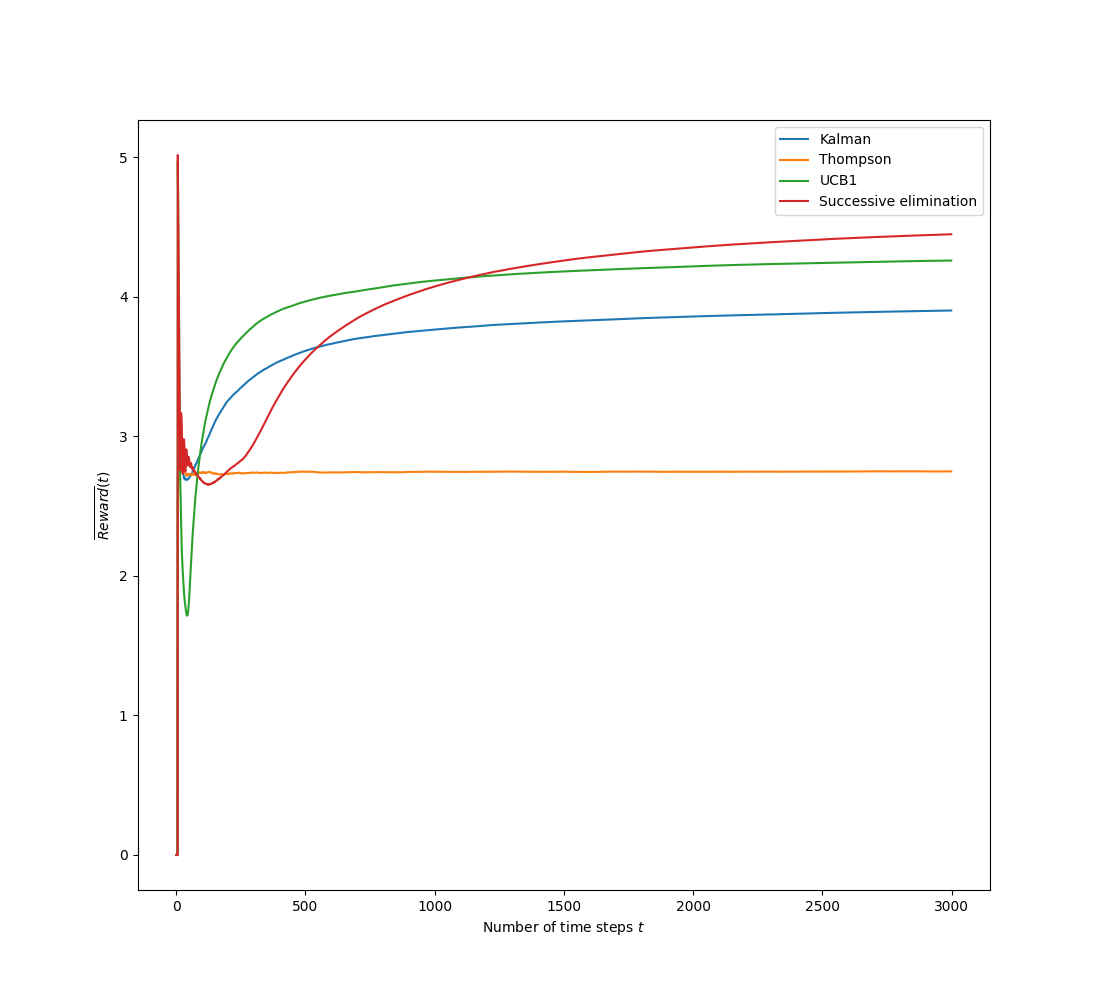 Kalman
Thompson
UCB1
Successive elimination
5
4
3
2
1
0
Reward(t)
0 500 1000 1500 2000 2500 3000
Number of time steps t